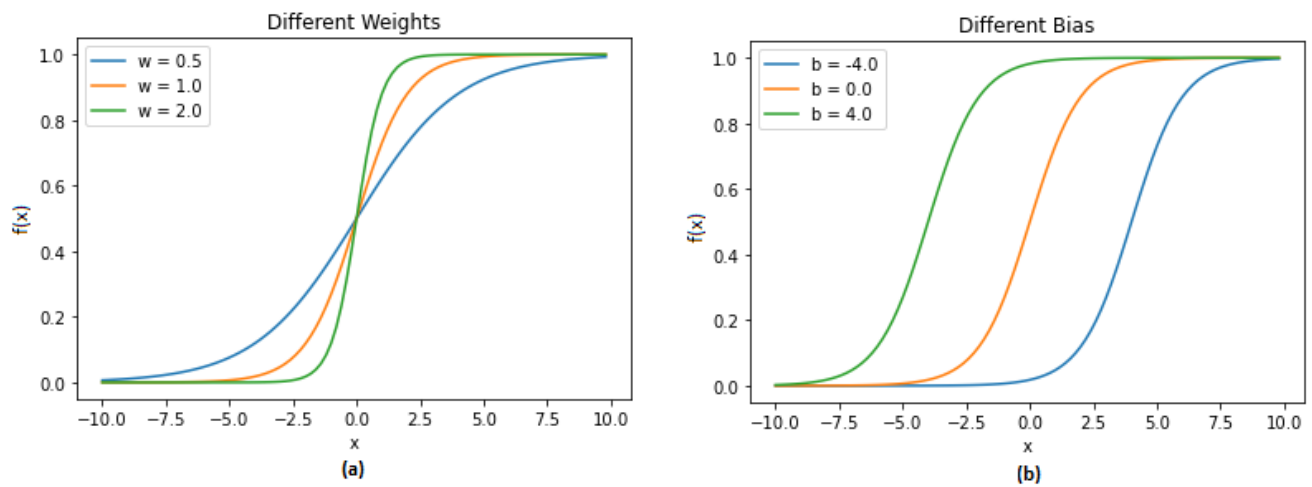 Different Weights
w = 0.5
w = 1.0
w = 2.0
1.0
0.8
0.6
0.4
0.2
0.0
f(x)
−10.0 −7.5 −5.0 −2.5 0.0 2.5 5.0 7.5 10.0
x
(a)
Different Bias
b = -4.0
b = 0.0
b = 4.0
1.0
0.8
0.6
0.4
0.2
0.0
f(x)
−10.0 −7.5 −5.0 −2.5 0.0 2.5 5.0 7.5 10.0
x
(b)